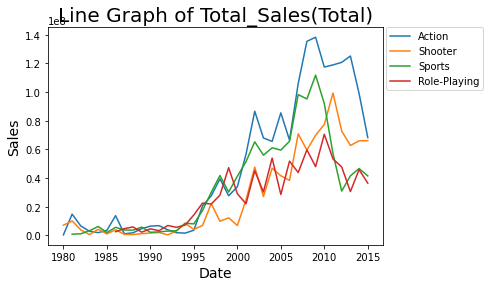 Line Graph of Total_Sales(Total)
1e8
Action
Shooter
Sports
Role-Playing
1.4
1.2
1.0
0.8
0.6
0.4
0.2
0.0
Sales
1980 1985 1990 1995 2000 2005 2010 2015
Date